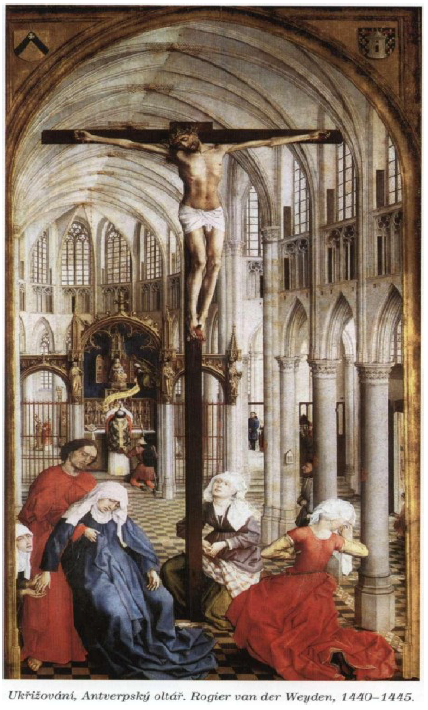 Ukřižování, Antverpský oltář. Rogier van der Weyden, 1440–1445.